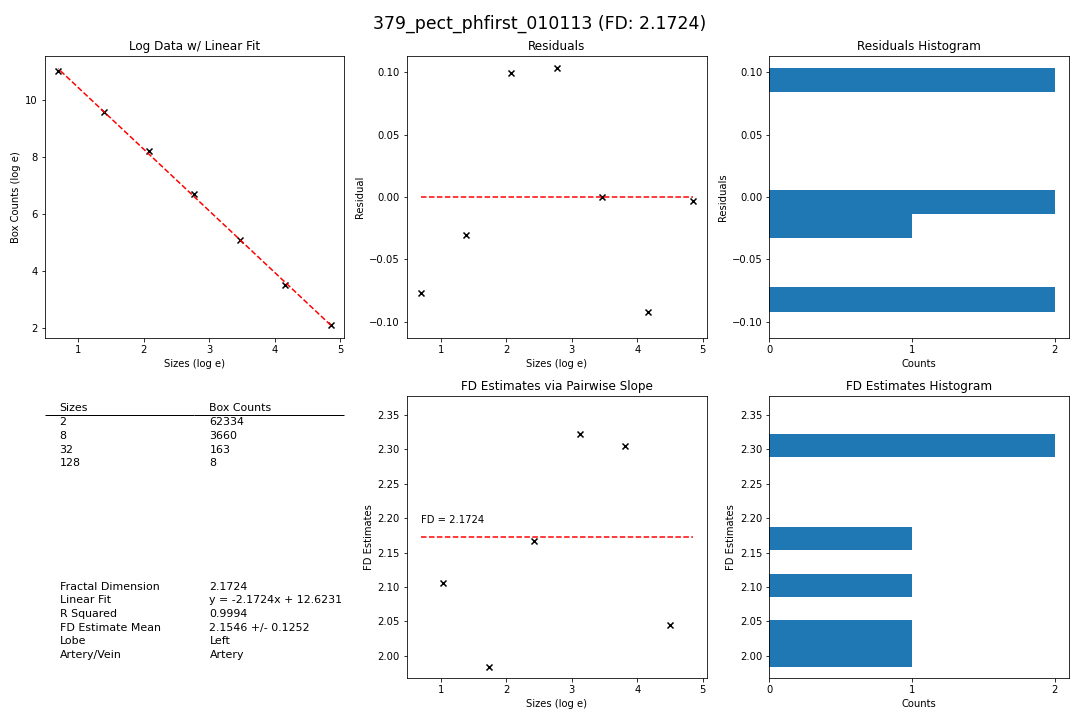 379_pect_phfirst_010113 (FD: 2.1724)
Log Data w/ Linear Fit
Box Counts (log e)
10
8
6
4
2
1 2 3 4 5
Sizes (log e)
Residuals
Residual
0.10
0.05
0.00
−0.05
−0.10
1 2 3 4 5
Sizes (log e)
Residuals Histogram
Residuals
0.10
0.05
0.00
−0.05
−0.10
0 1 2
Counts
Sizes Box Counts
2 62334
8 3660
32 163
128 8
Fractal Dimension 2.1724
Linear Fit y = -2.1724x + 12.6231
R Squared 0.9994
FD Estimate Mean 2.1546 +/- 0.1252
Lobe Left
Artery/Vein Artery
FD Estimates via Pairwise Slope
FD Estimates
2.35
2.30
2.25
2.20
2.15
2.10
2.05
2.00
FD = 2.1724
1 2 3 4 5
Sizes (log e)
FD Estimates Histogram
FD Estimates
2.35
2.30
2.25
2.20
2.15
2.10
2.05
2.00
0 1 2
Counts